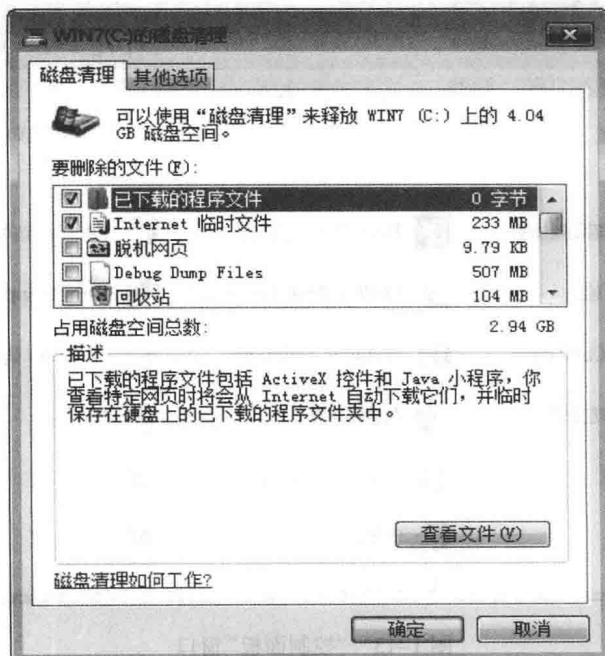 WIN7(C:)的磁盘清理
磁盘清理
其他选项
可以使用“磁盘清理”来释放 WIN7 (C:) 上的 4.04
GB 磁盘空间。
要删除的文件(F):
已下载的程序文件 0 字节
Internet 临时文件 233 MB
脱机网页 9.79 KB
Debug Dump Files 507 MB
回收站 104 MB
占用磁盘空间总数: 2.94 GB
描述
已下载的程序文件包括 ActiveX 控件和 Java 小程序，你
查看特定网页时将会从 Internet 自动下载它们，并临时
保存在硬盘上的已下载的程序文件夹中。
查看文件(V)
磁盘清理如何工作?
确定
取消